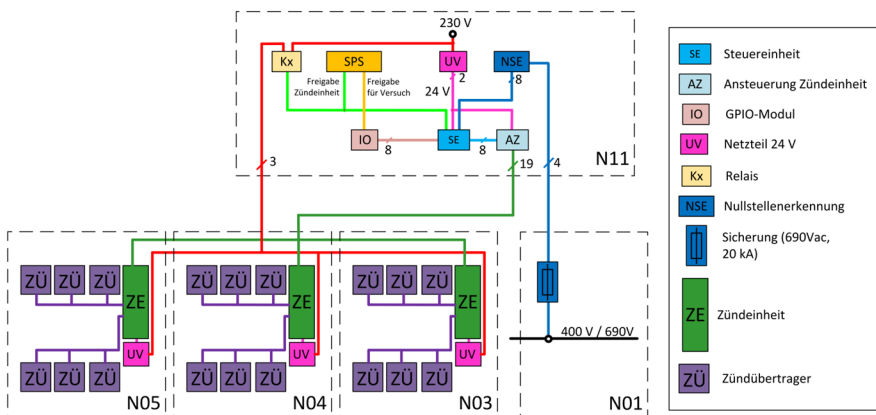 230 V
Kx
SPS
UV
NSE
2
8
Freigabe
Zündeinheit
Freigabe
für Versuch
24 V
IO
SE
AZ
8
8
N11
3
19
4
ZÜ ZÜ ZÜ
ZE
ZÜ ZÜ ZÜ
UV
N05
ZÜ ZÜ ZÜ
ZE
ZÜ ZÜ ZÜ
UV
N04
ZÜ ZÜ ZÜ
ZE
ZÜ ZÜ ZÜ
UV
N03
400 V / 690V
N01
SE Steuereinheit
AZ Ansteuerung Zündeinheit
IO GPIO-Modul
UV Netzteil 24 V
Kx Relais
NSE Nullstellenerkennung
Sicherung (690Vac,
20 kA)
ZE Zündeinheit
ZÜ Zündübertrager